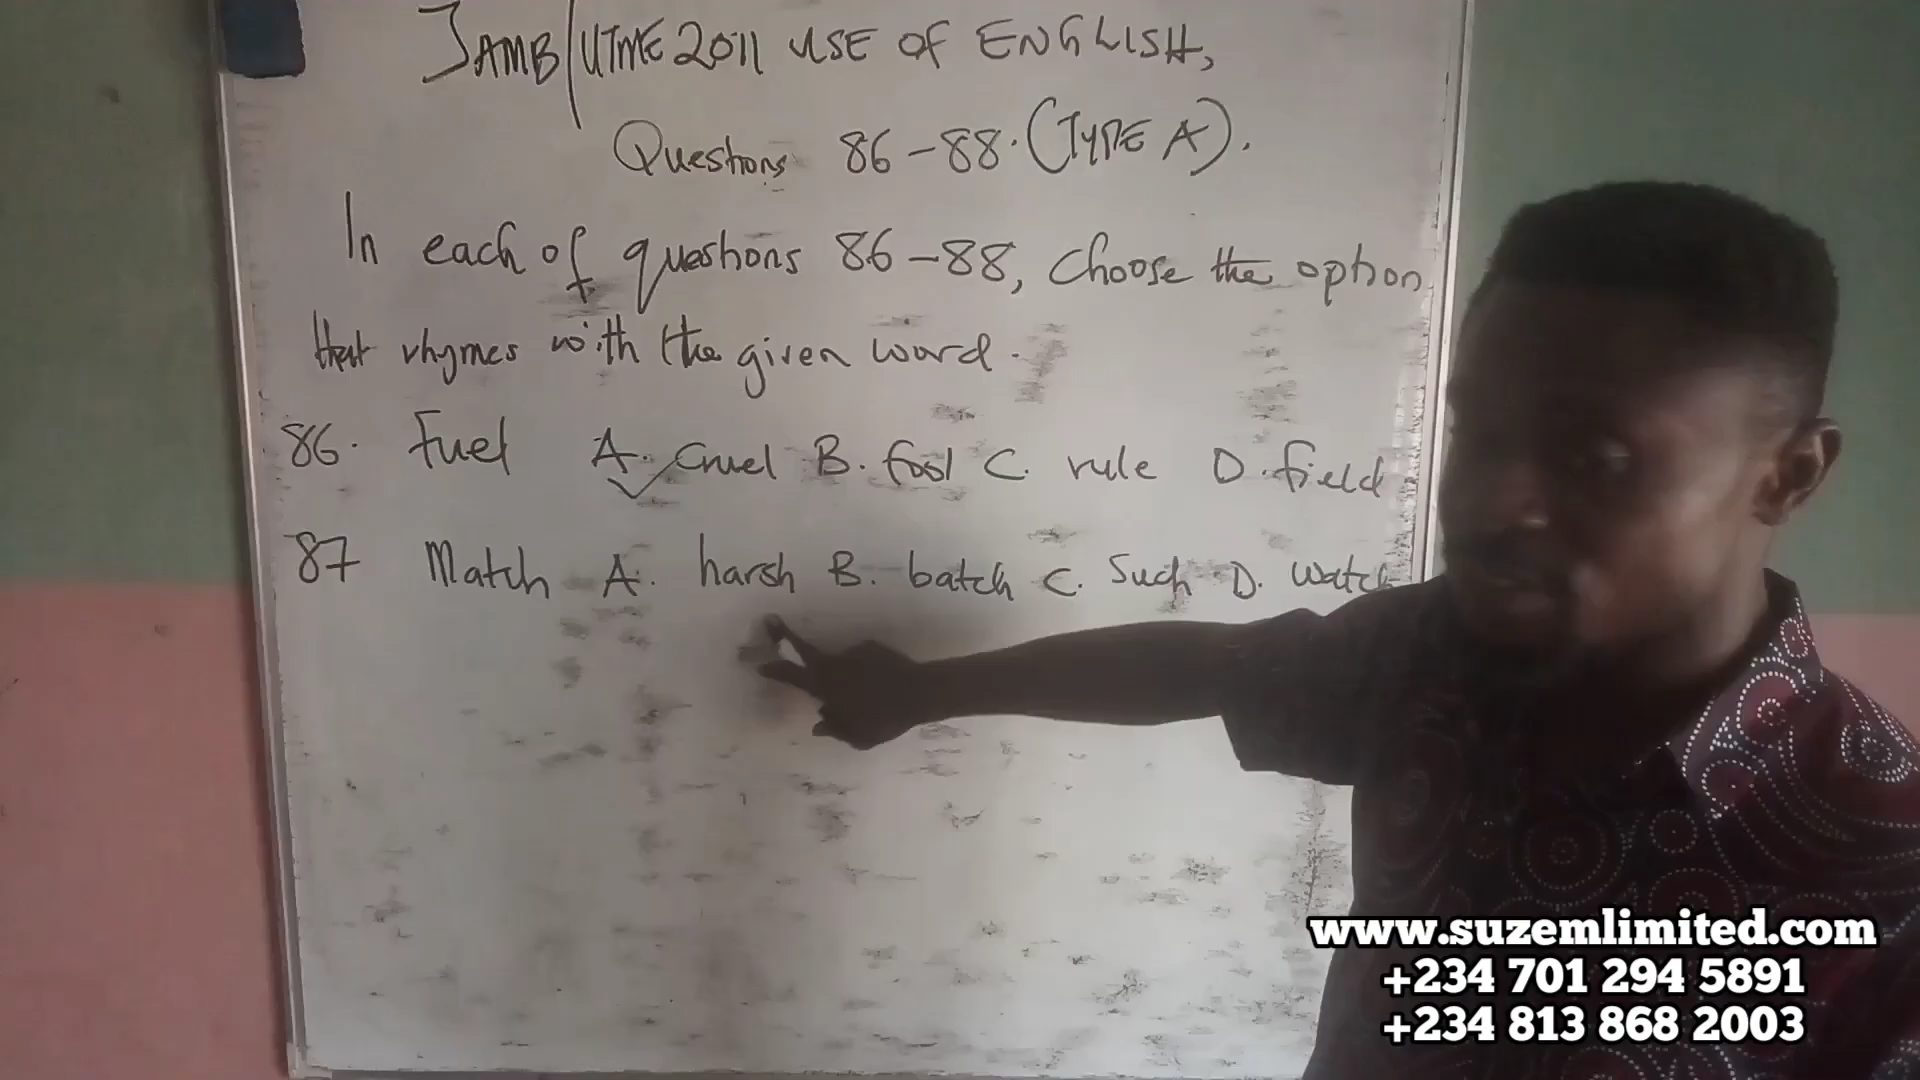 JAMB/UTME 2011 USE OF ENGLISH,
Questions 86-88. (TYPE A).
In each of questions 86-88, choose the option
that rhymes with the given word.
86. Fuel A. cruel B. fool C. rule D. field
87 Match A. harsh B. batch C. Such D. watch
www.suzemlimited.com
+234 701 294 5891
+234 813 868 2003